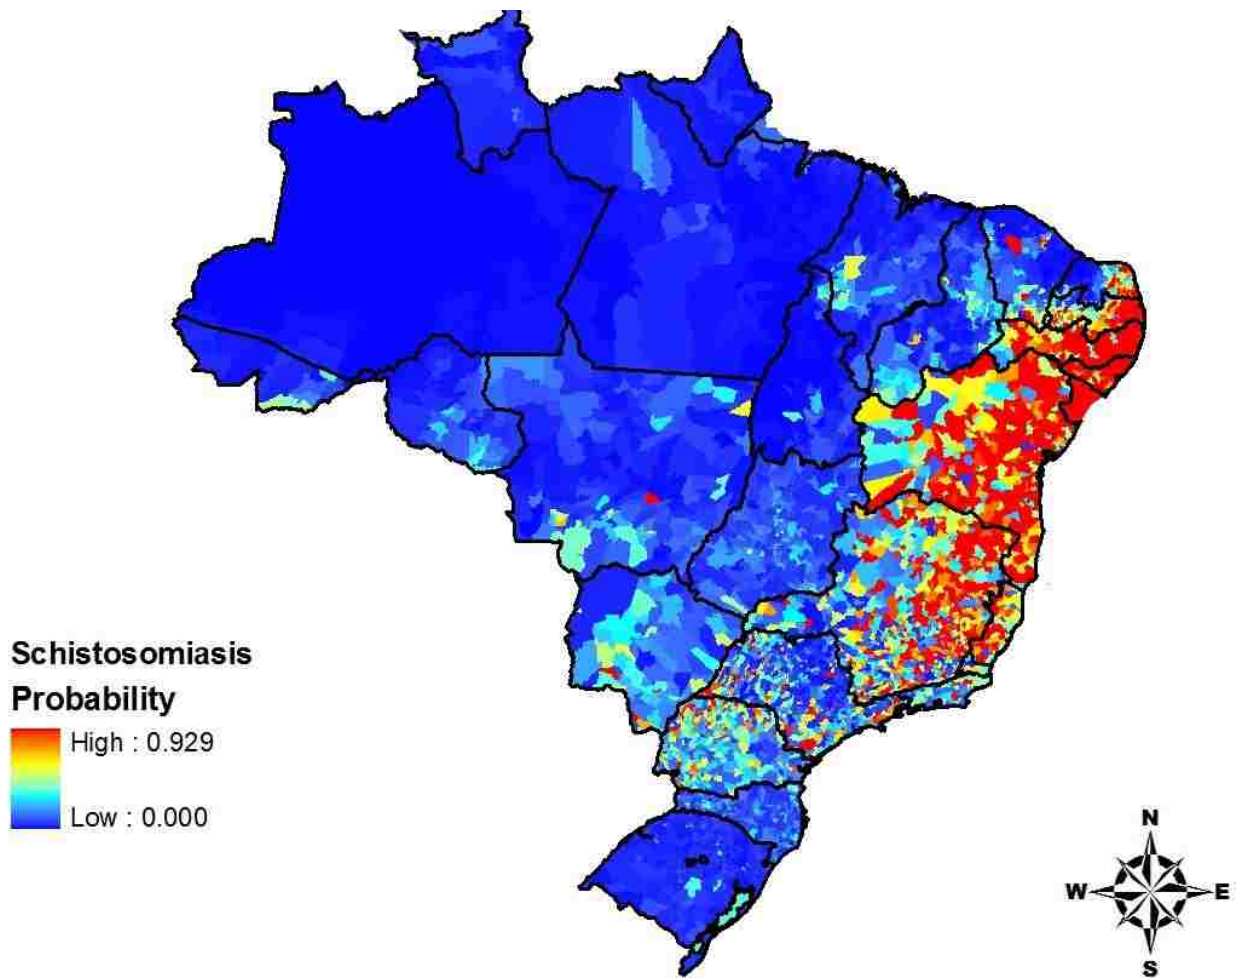 Schistosomiasis
Probability
High : 0.929
Low : 0.000
N
W E
S